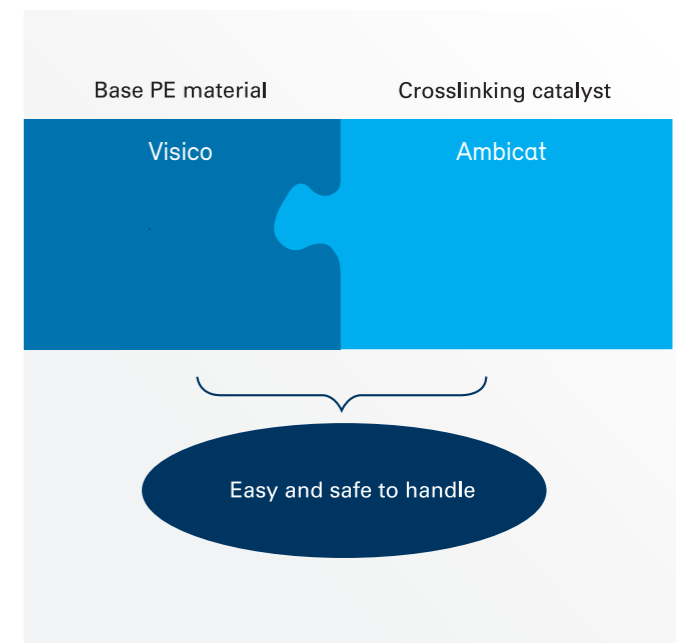 Base PE material
Crosslinking catalyst
Visico
Ambicat
Easy and safe to handle